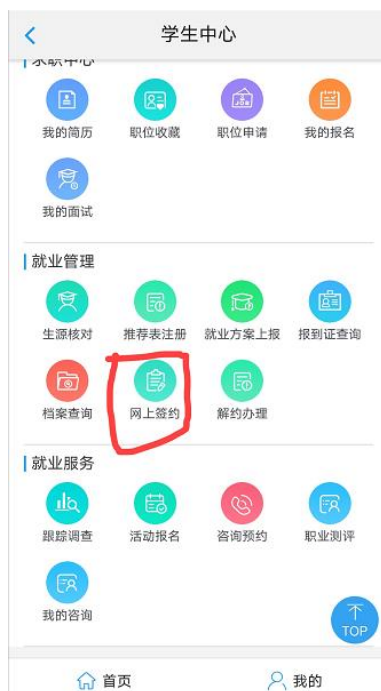 学生中心
求职中心
我的简历 职位收藏 职位申请 我的报名
我的面试
就业管理
生源核对 推荐表注册 就业方案上报 报到证查询
档案查询 网上签约 解约办理
就业服务
跟踪调查 活动报名 咨询预约 职业测评
我的咨询
TOP
首页 我的